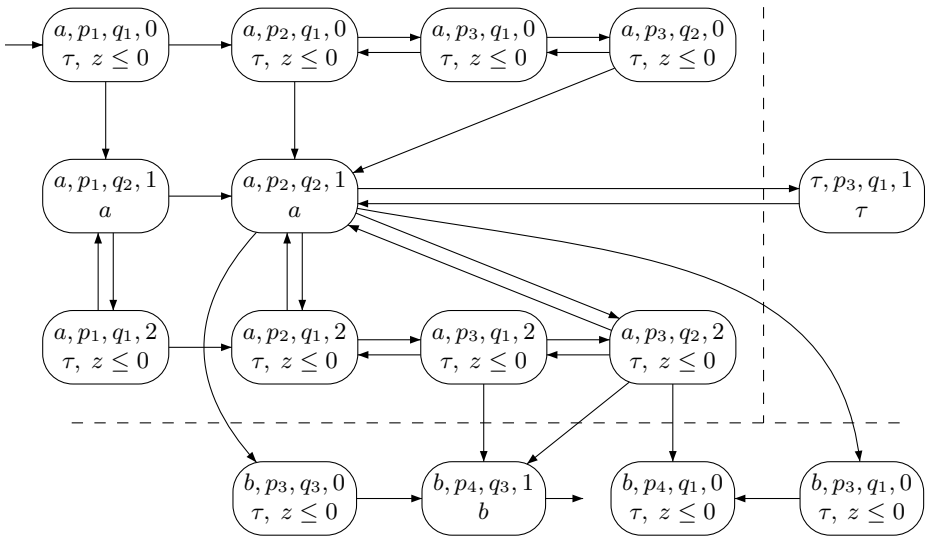 a, p₁, q₁, 0
τ, z ≤ 0
a, p₂, q₁, 0
τ, z ≤ 0
a, p₃, q₁, 0
τ, z ≤ 0
a, p₃, q₂, 0
τ, z ≤ 0
a, p₁, q₂, 1
a
a, p₂, q₂, 1
a
τ, p₃, q₁, 1
τ
a, p₁, q₁, 2
τ, z ≤ 0
a, p₂, q₁, 2
τ, z ≤ 0
a, p₃, q₁, 2
τ, z ≤ 0
a, p₃, q₂, 2
τ, z ≤ 0
b, p₃, q₃, 0
τ, z ≤ 0
b, p₄, q₃, 1
b
b, p₄, q₁, 0
τ, z ≤ 0
b, p₃, q₁, 0
τ, z ≤ 0